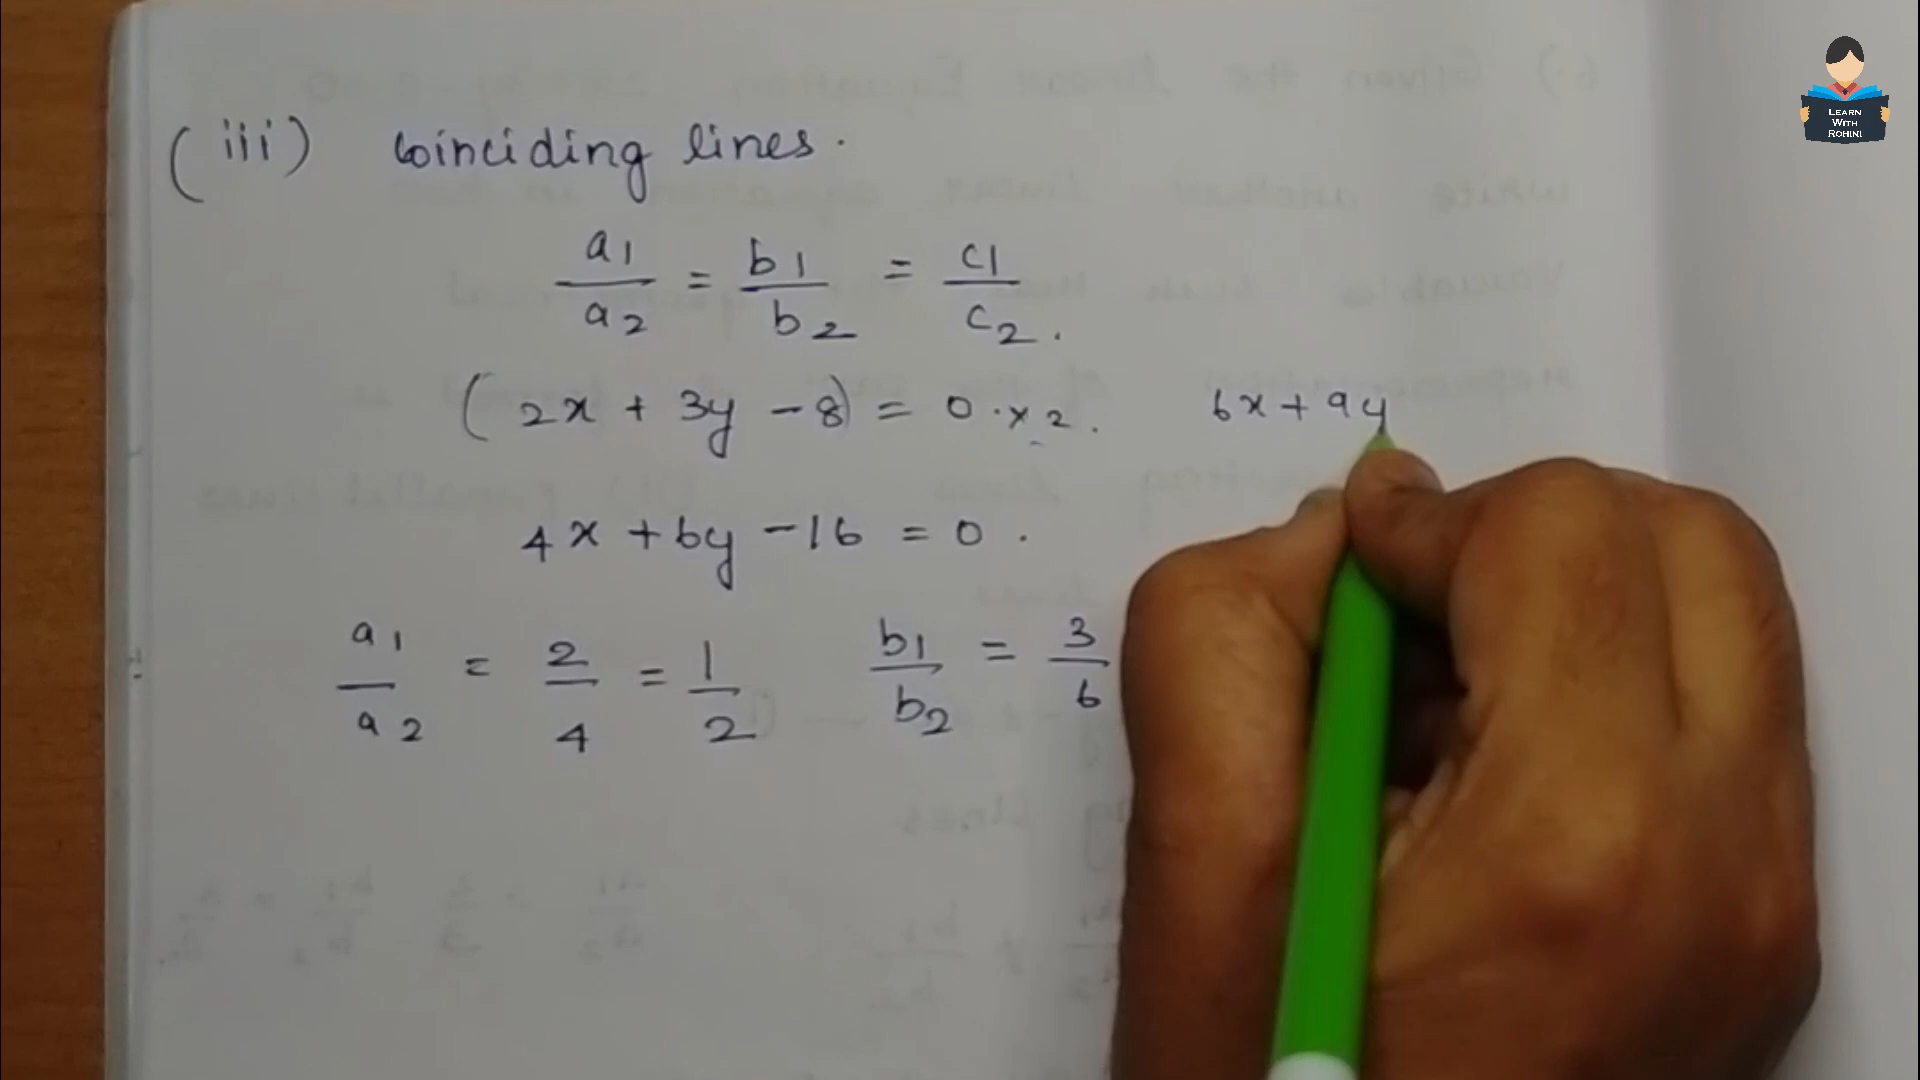 LEARN
WITH
ROHINI
(iii) Coinciding lines.
a1/a2 = b1/b2 = c1/c2.
(2x + 3y - 8) = 0 . x 2. 6x + 9y
4x + 6y - 16 = 0 .
a1/a2 = 2/4 = 1/2 b1/b2 = 3/6